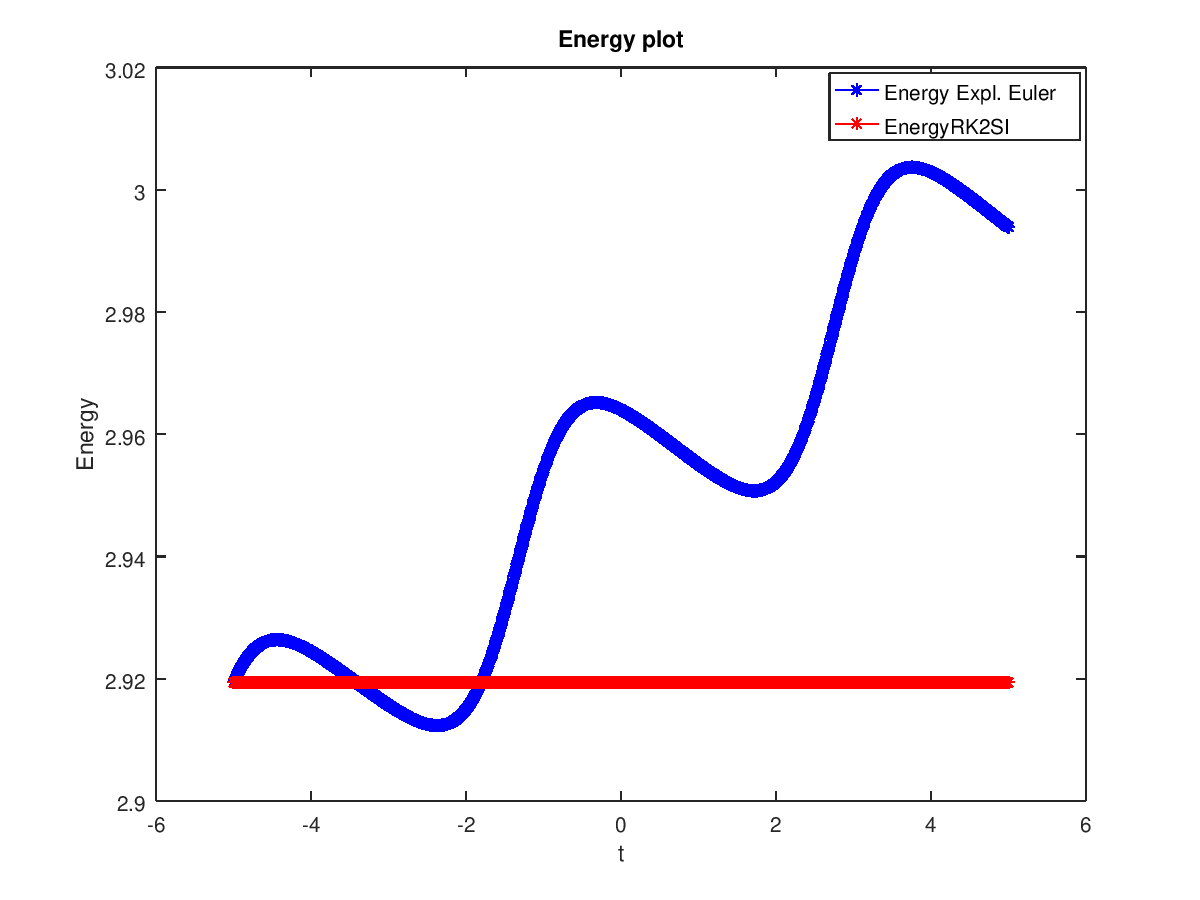 Energy plot
3.02
3
2.98
2.96
2.94
2.92
2.9
Energy
Energy Expl. Euler
EnergyRK2SI
-6 -4 -2 0 2 4 6
t